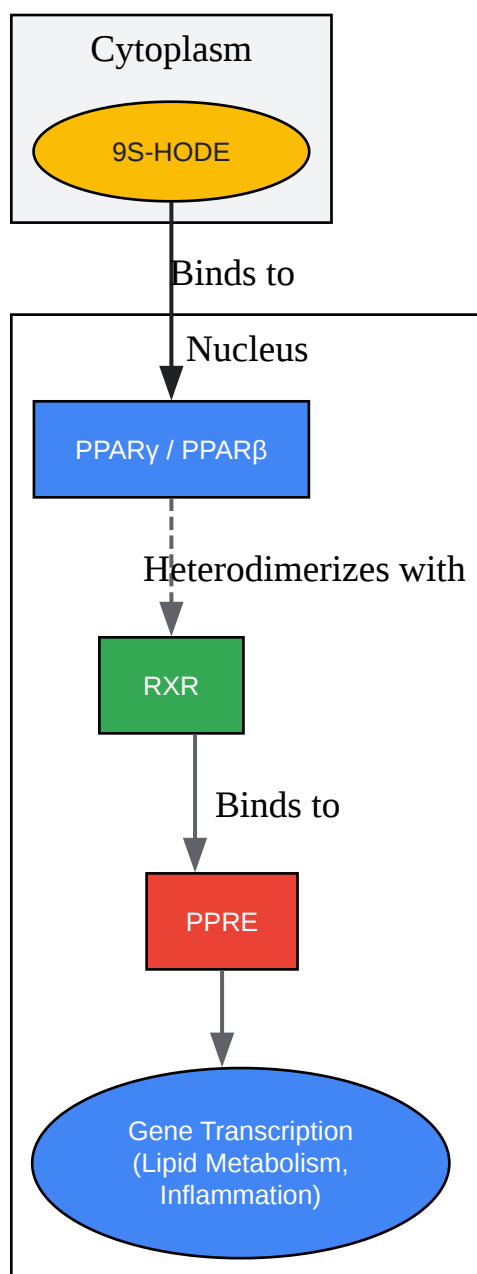 Cytoplasm
9S-HODE
Binds to
Nucleus
PPARγ / PPARβ
Heterodimerizes with
RXR
Binds to
PPRE
Gene Transcription
(Lipid Metabolism,
Inflammation)